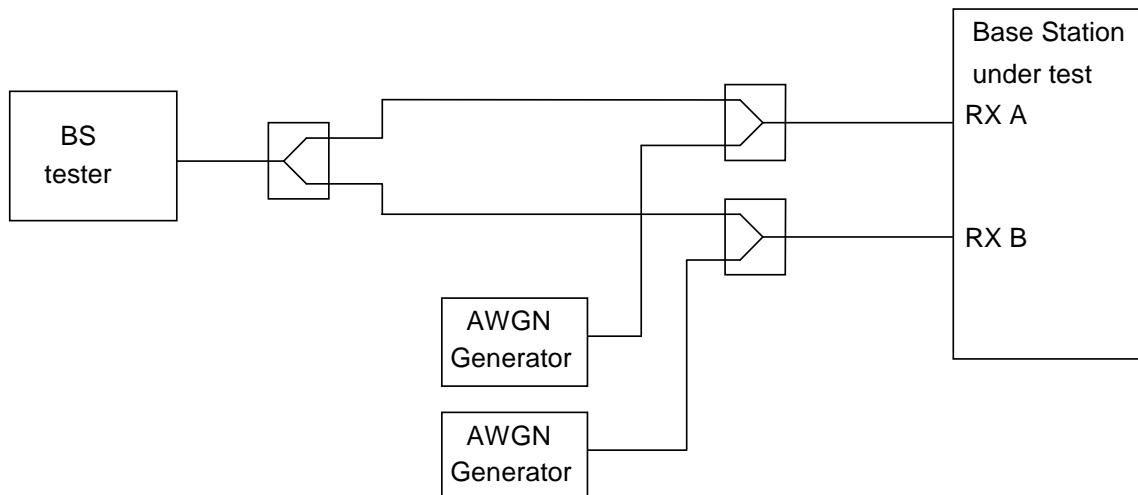 BS
tester
Base Station
under test
RX A
RX B
AWGN
Generator
AWGN
Generator